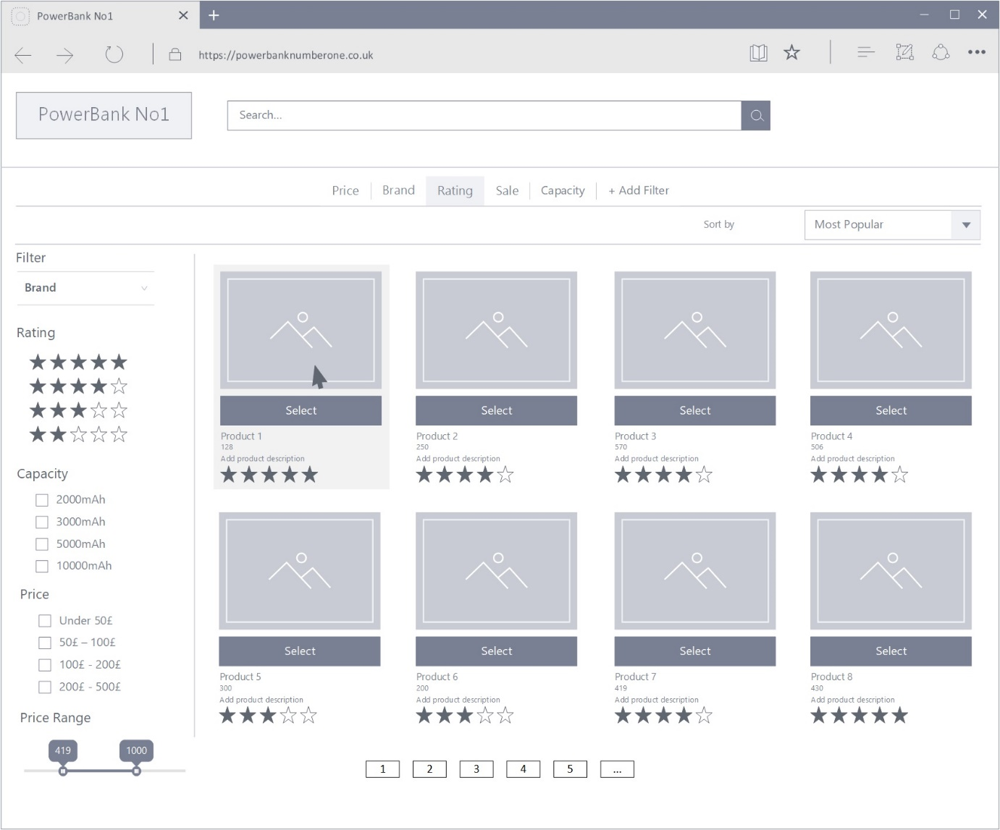 PowerBank No1
https://powerbanknumberone.co.uk
PowerBank No1
Search...
Price Brand Rating Sale Capacity + Add Filter
Sort by Most Popular
Filter
Brand
Rating
Capacity
2000mAh
3000mAh
5000mAh
10000mAh
Price
Under 50£
50£ – 100£
100£ - 200£
200£ - 500£
Price Range
419 1000
Select Select Select Select
Product 1 Product 2 Product 3 Product 4
128 250 570 506
Add product description Add product description Add product description Add product description
Select Select Select Select
Product 5 Product 6 Product 7 Product 8
300 200 419 430
Add product description Add product description Add product description Add product description
1 2 3 4 5 ...